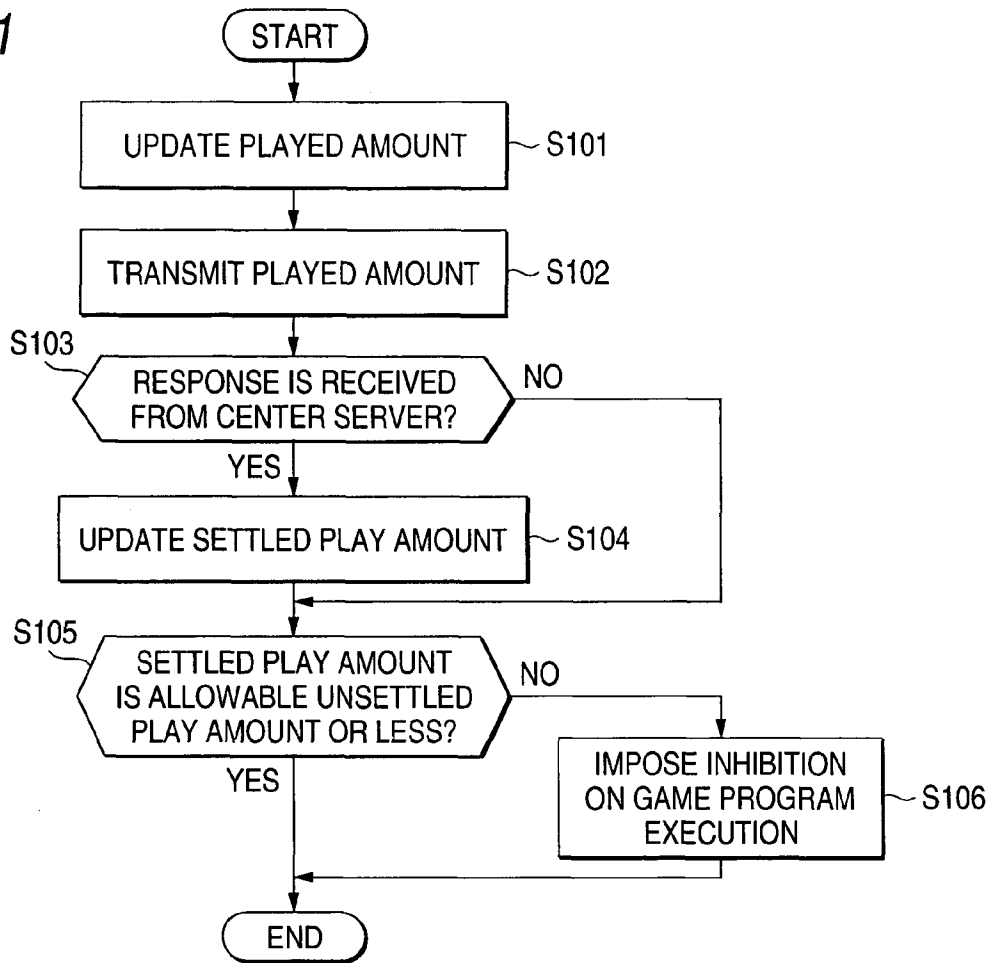 1
START
UPDATE PLAYED AMOUNT
S101
TRANSMIT PLAYED AMOUNT
S102
S103
RESPONSE IS RECEIVED
FROM CENTER SERVER?
NO
YES
UPDATE SETTLED PLAY AMOUNT
S104
S105
SETTLED PLAY AMOUNT
IS ALLOWABLE UNSETTLED
PLAY AMOUNT OR LESS?
NO
YES
IMPOSE INHIBITION
ON GAME PROGRAM
EXECUTION
S106
END